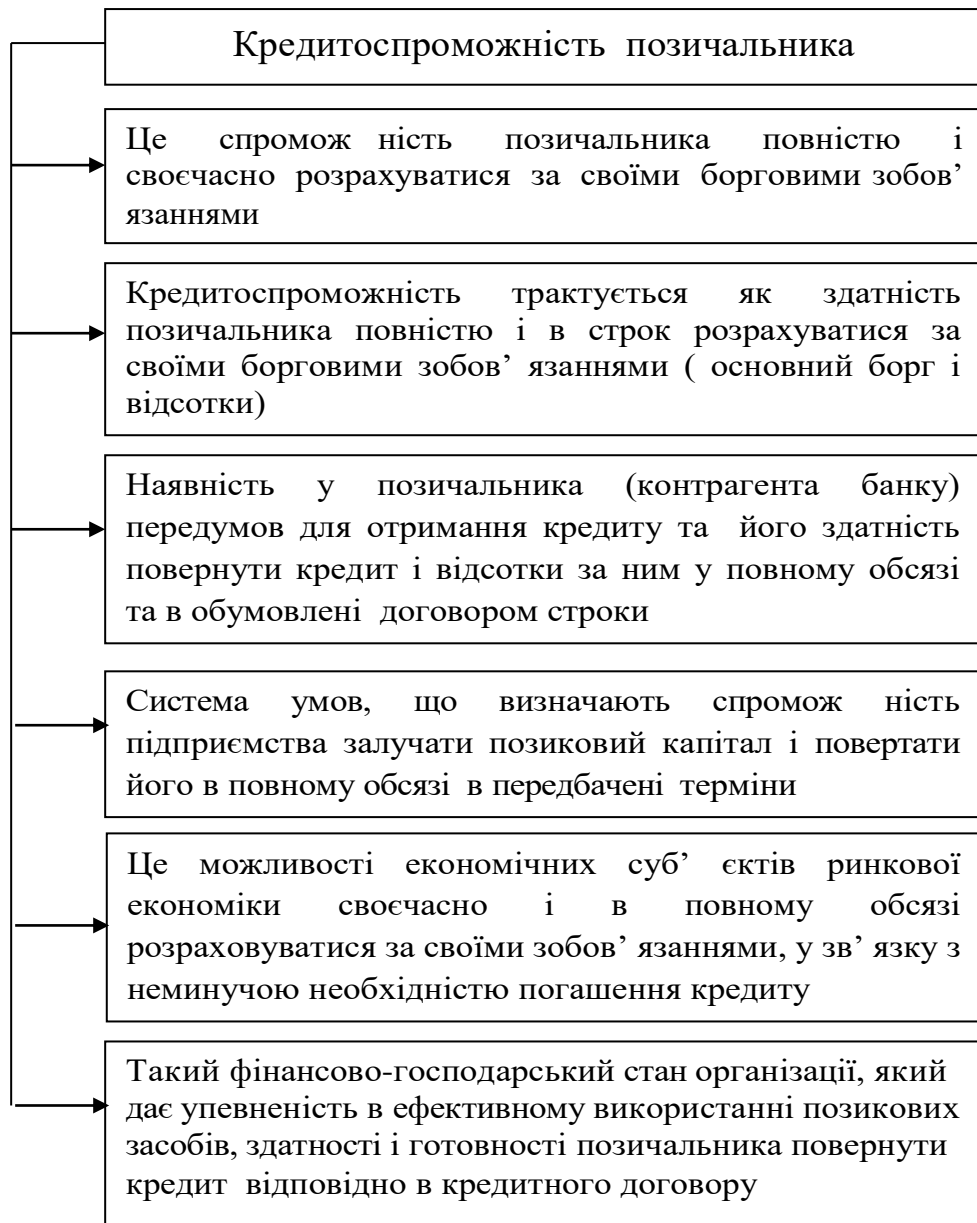 Кредитоспроможність позичальника
Це спромож ність позичальника повністю і
своєчасно розрахуватися за своїми борговими зобов’
язаннями
Кредитоспроможність трактується як здатність
позичальника повністю і в строк розрахуватися за
своїми борговими зобов’ язаннями ( основний борг і
відсотки)
Наявність у позичальника (контрагента банку)
передумов для отримання кредиту та його здатність
повернути кредит і відсотки за ним у повному обсязі
та в обумовлені договором строки
Система умов, що визначають спромож ність
підприємства залучати позиковий капітал і повертати
його в повному обсязі в передбачені терміни
Це можливості економічних суб’ єктів ринкової
економіки своєчасно і в повному обсязі
розраховуватися за своїми зобов’ язаннями, у зв’ язку з
неминучою необхідністю погашення кредиту
Такий фінансово-господарський стан організації, який
дає упевненість в ефективному використанні позикових
засобів, здатності і готовності позичальника повернути
кредит відповідно в кредитного договору